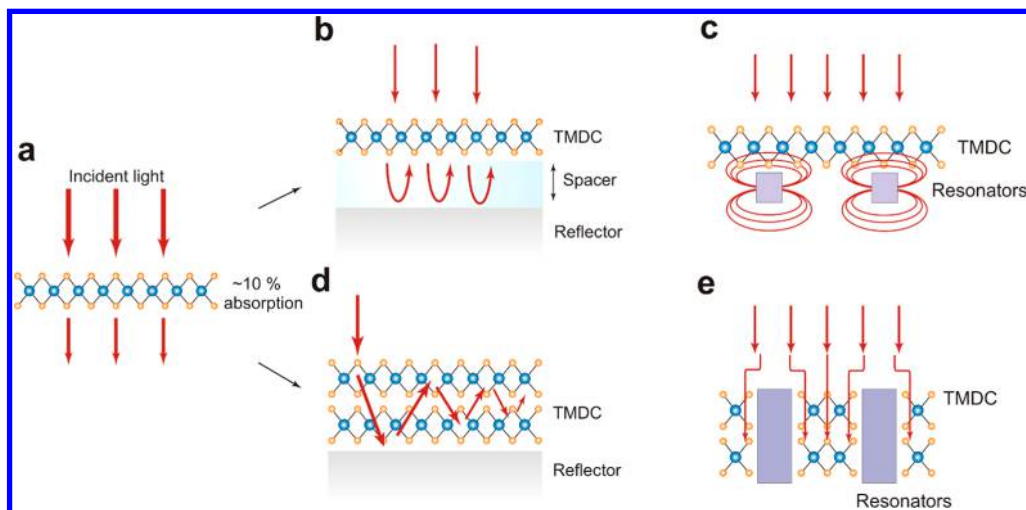 a
Incident light
~10 %
absorption
b
TMDC
Spacer
Reflector
c
TMDC
Resonators
d
TMDC
Reflector
e
TMDC
Resonators